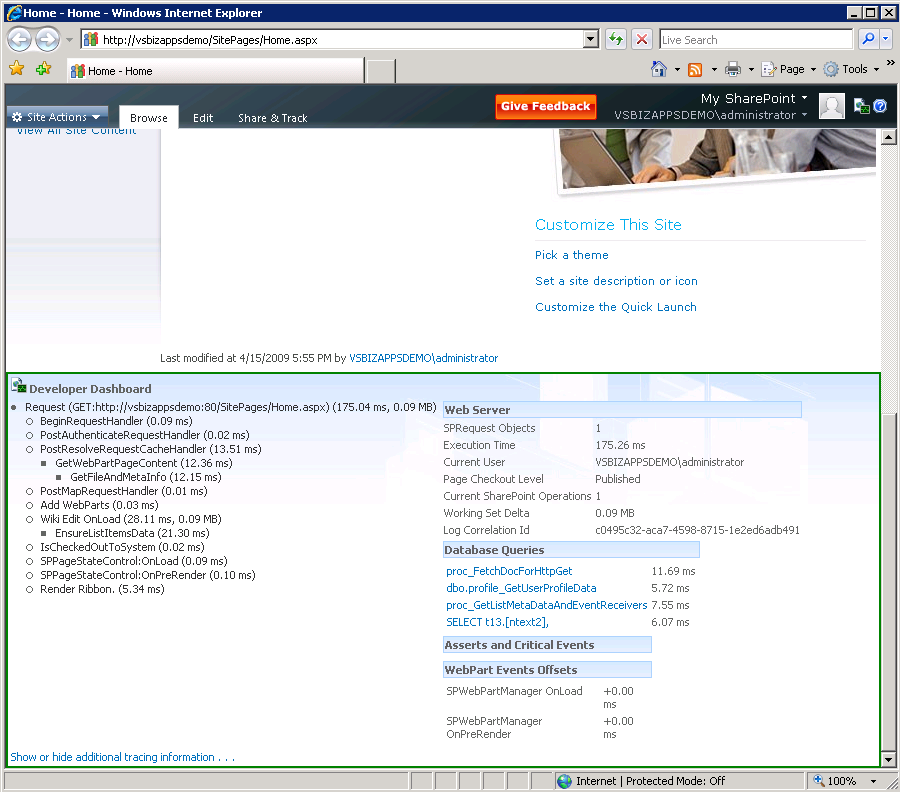 Home - Home - Windows Internet Explorer
http://vsbizappsdemo/SitePages/Home.aspx
Live Search
Home - Home
Page
Tools
Site Actions
Browse
Edit
Share & Track
Give Feedback
My SharePoint
VSBIZAPPSDEMO\administrator
View All Site Content
Customize This Site
Pick a theme
Set a site description or icon
Customize the Quick Launch
Last modified at 4/15/2009 5:55 PM by VSBIZAPPSDEMO\administrator
Developer Dashboard
Request (GET:http://vsbizappsdemo:80/SitePages/Home.aspx) (175.04 ms, 0.09 MB)
BeginRequestHandler (0.09 ms)
PostAuthenticateRequestHandler (0.02 ms)
PostResolveRequestCacheHandler (13.51 ms)
GetWebPartPageContent (12.36 ms)
GetFileAndMetaInfo (12.15 ms)
PostMapRequestHandler (0.01 ms)
Add WebParts (0.03 ms)
Wiki Edit OnLoad (28.11 ms, 0.09 MB)
EnsureListItemsData (21.30 ms)
IsCheckedOutToSystem (0.02 ms)
SPPageStateControl:OnLoad (0.09 ms)
SPPageStateControl:OnPreRender (0.10 ms)
Render Ribbon. (5.34 ms)
Web Server
SPRequest Objects 1
Execution Time 175.26 ms
Current User VSBIZAPPSDEMO\administrator
Page Checkout Level Published
Current SharePoint Operations 1
Working Set Delta 0.09 MB
Log Correlation Id c0495c32-aca7-4598-8715-1e2ed6adb491
Database Queries
proc_FetchDocForHttpGet 11.69 ms
dbo.profile_GetUserProfileData 5.72 ms
proc_GetListMetaDataAndEventReceivers 7.55 ms
SELECT t13.[ntext2], 6.07 ms
Asserts and Critical Events
WebPart Events Offsets
SPWebPartManager OnLoad +0.00
ms
SPWebPartManager +0.00
OnPreRender ms
Show or hide additional tracing information . . .
Internet | Protected Mode: Off
100%